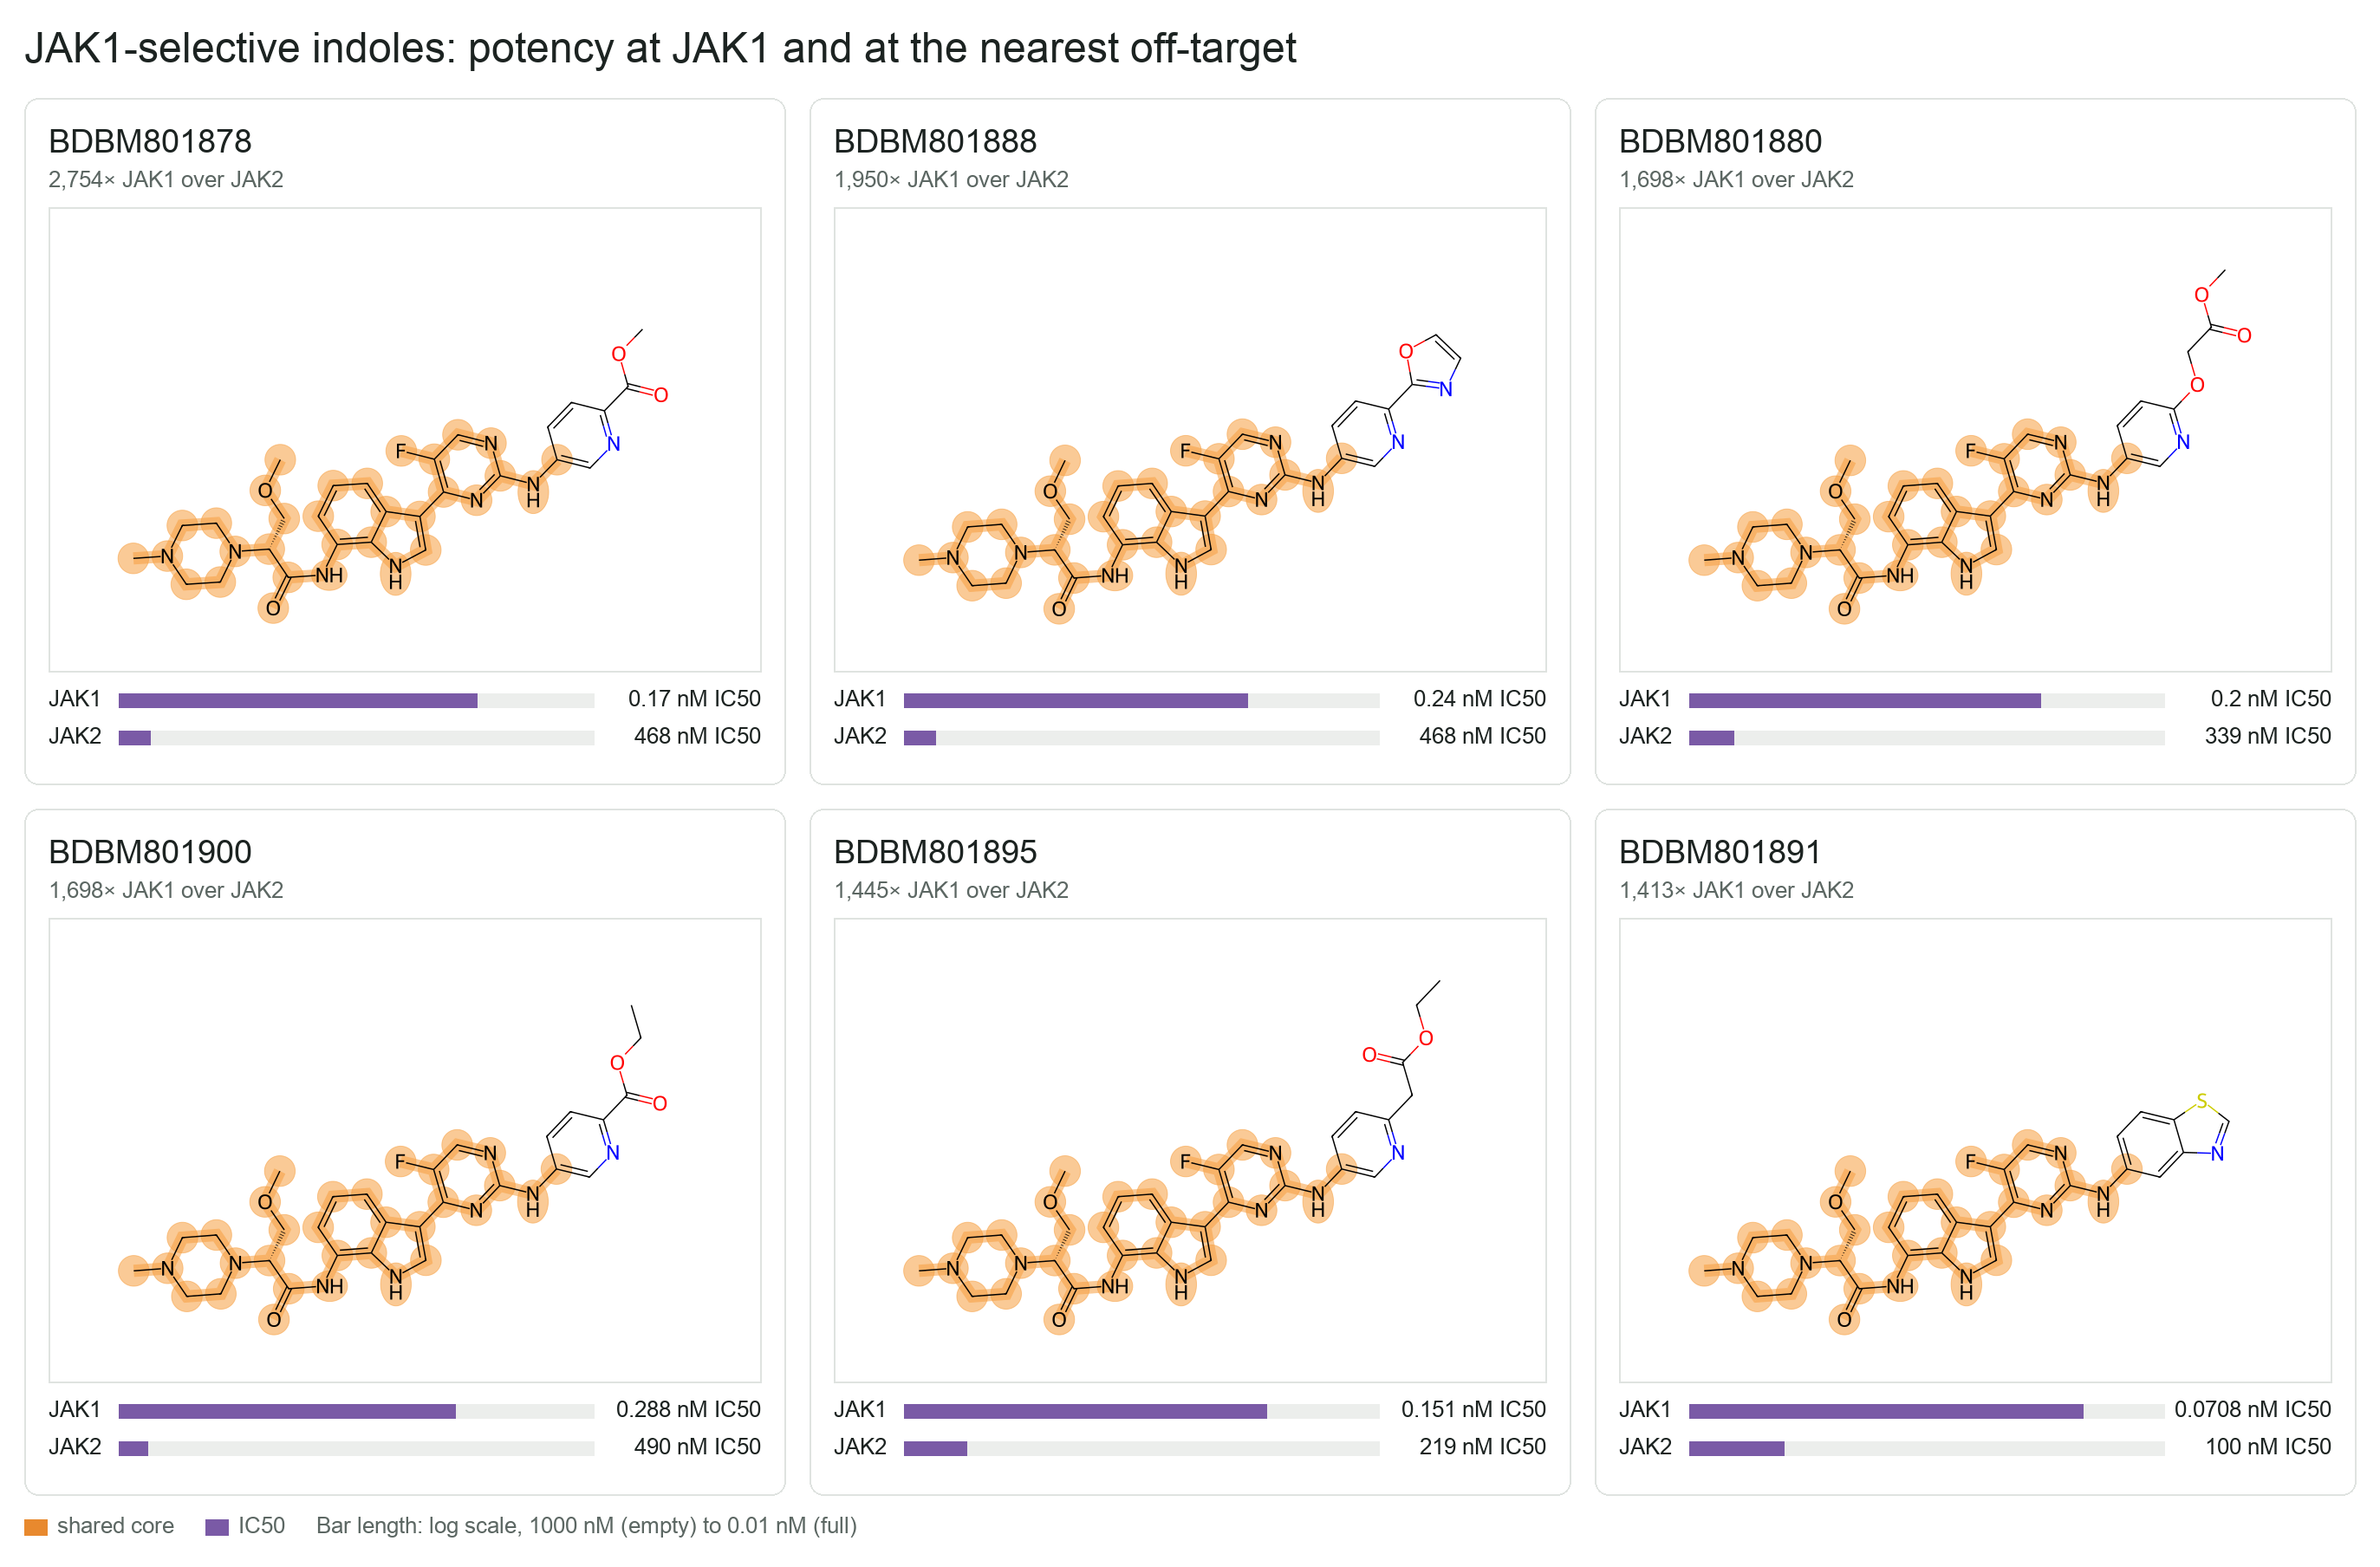 JAK1-selective indoles: potency at JAK1 and at the nearest off-target
BDBM801878
2,754× JAK1 over JAK2
F
N
N
N
H
O
O
N
O
N
N
O
NH
N
H
JAK1 0.17 nM IC50
JAK2 468 nM IC50
BDBM801888
1,950× JAK1 over JAK2
O
N
N
F
N
N
N
H
O
N
N
O
NH
N
H
JAK1 0.24 nM IC50
JAK2 468 nM IC50
BDBM801880
1,698× JAK1 over JAK2
O
O
O
N
F
N
N
N
H
O
N
N
O
NH
N
H
JAK1 0.2 nM IC50
JAK2 339 nM IC50
BDBM801900
1,698× JAK1 over JAK2
O
O
N
F
N
N
N
H
O
N
N
O
NH
N
H
JAK1 0.288 nM IC50
JAK2 490 nM IC50
BDBM801895
1,445× JAK1 over JAK2
O
O
N
F
N
N
N
H
O
N
N
O
NH
N
H
JAK1 0.151 nM IC50
JAK2 219 nM IC50
BDBM801891
1,413× JAK1 over JAK2
S
N
F
N
N
N
H
O
N
N
O
NH
N
H
JAK1 0.0708 nM IC50
JAK2 100 nM IC50
shared core IC50 Bar length: log scale, 1000 nM (empty) to 0.01 nM (full)